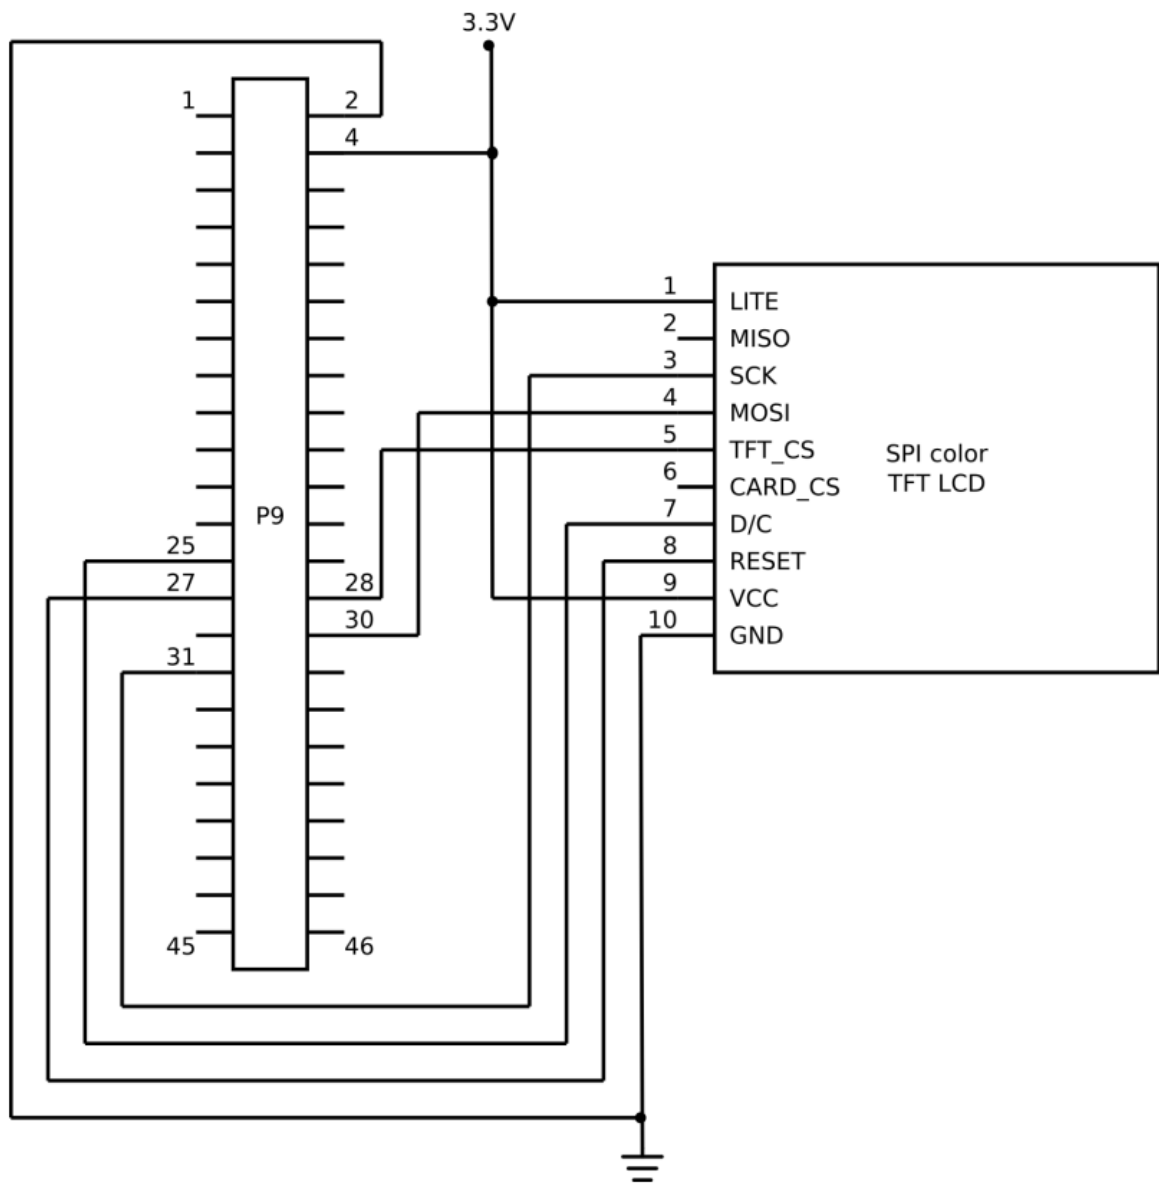 3.3V
1
2
4
1
LITE
2
MISO
3
SCK
4
MOSI
5
TFT_CS
SPI color
TFT LCD
6
CARD_CS
P9
7
D/C
25
8
RESET
27
28
9
VCC
30
10
GND
31
45
46